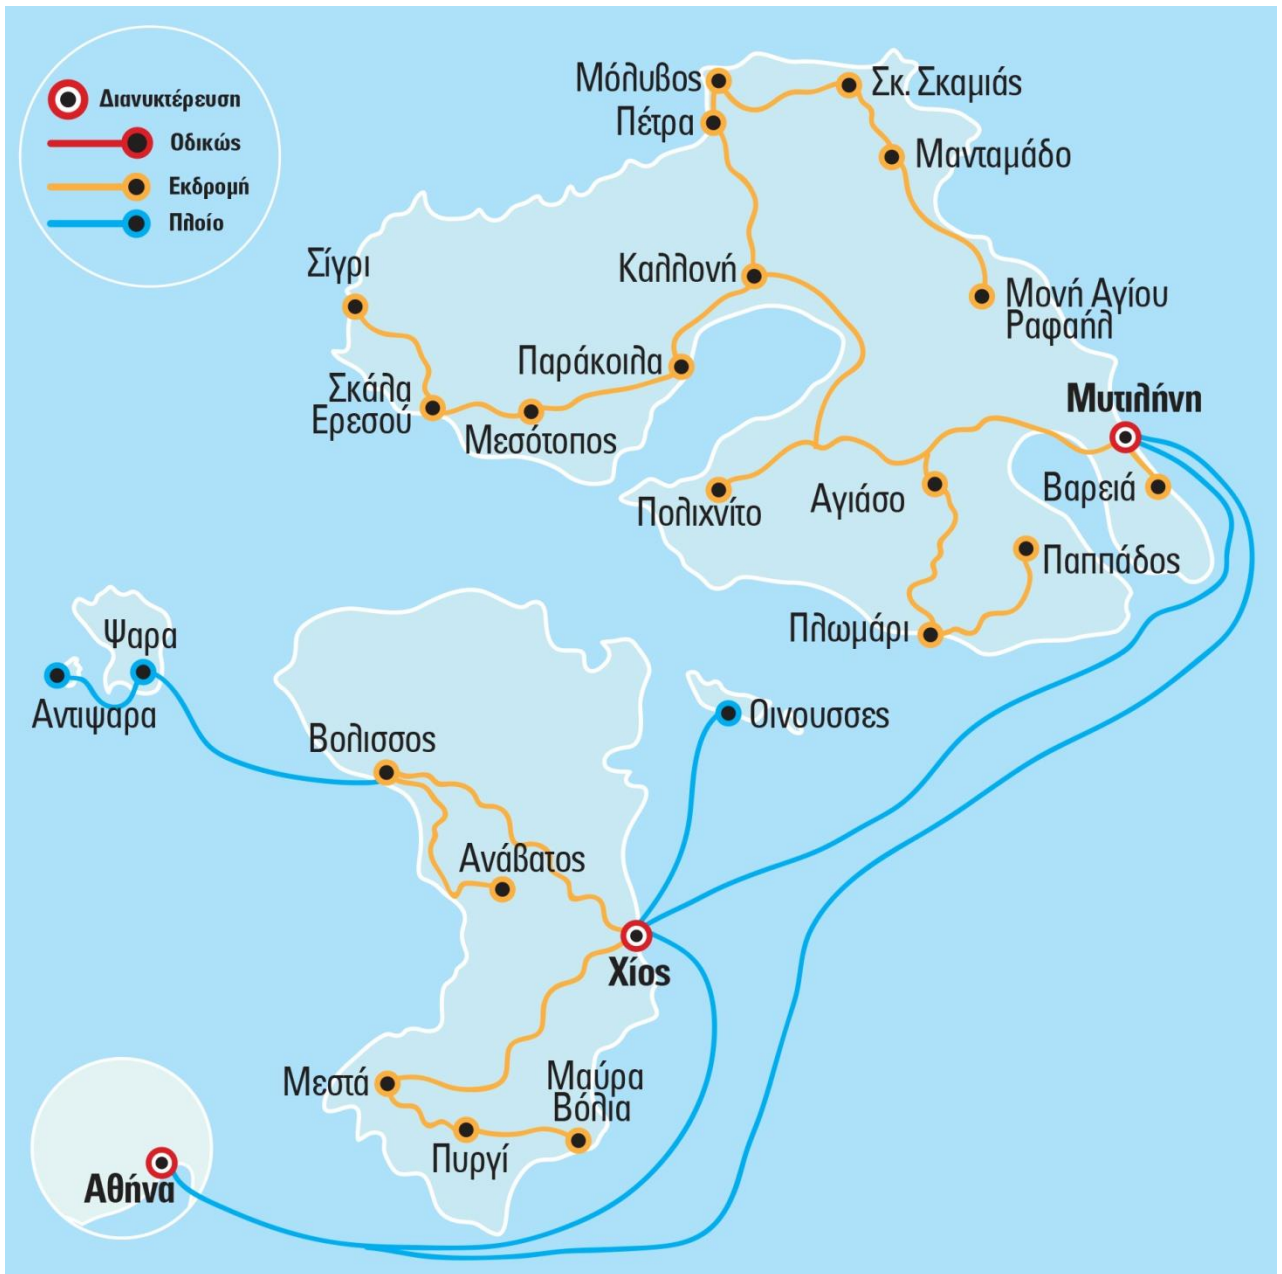 Διανυκτέρευση
Οδικώς
Εκδρομή
Πλοίο
Μόλυβος
Σκ. Σκαμιάς
Πέτρα
Μανταμάδο
Σίγρι
Καλλονή
Μονή Αγίου
Ραφαήλ
Παράκοιλα
Σκάλα
Ερεσού
Μεσότοπος
Μυτιλήνη
Πολιχνίτο
Αγιάσο
Βαρειά
Παππάδος
Πλωμάρι
Ψαρα
Αντιψαρα
Οινουσσες
Βολισσος
Ανάβατος
Χίος
Μεστά
Μαύρα
Βόλια
Πυργί
Αθήνα